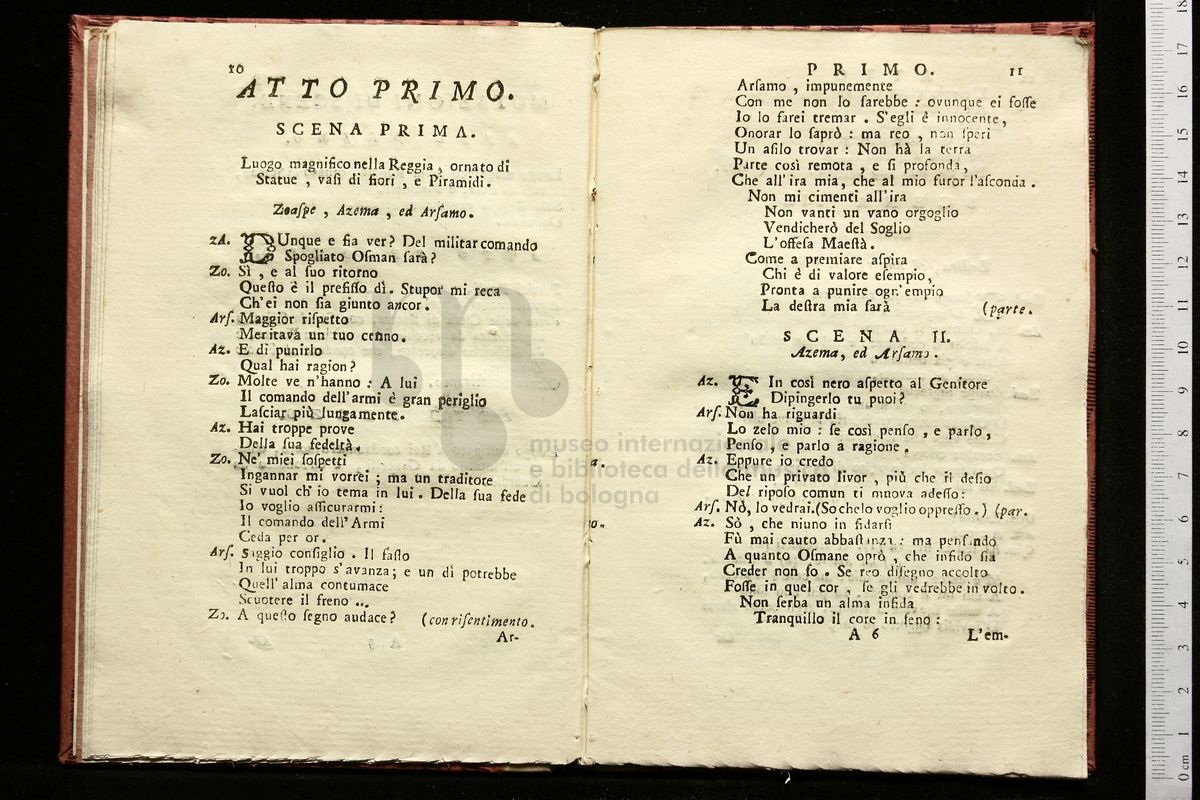 10
ATTO PRIMO.
SCENA PRIMA.
Luogo magnifico nella Reggia, ornato di
Statue, vaſi di fiori, e Piramidi.
Zoaſpe, Azema, ed Arſamo.
zA. DUnque e fia ver? Del militar comando
Spogliato Oſman ſarà?
Zo. Sì, e al ſuo ritorno
Queſto è il prefiſſo dì. Stupor mi reca
Ch'ei non ſia giunto ancor.
Arſ. Maggior riſpetto
Meritava un tuo cenno.
Az. E di punirlo
Qual hai ragion?
Zo. Molte ve n'hanno: A lui
Il comando dell'armi è gran periglio
Laſciar più lungamente.
Az. Hai troppe prove
Della ſua fedeltà.
Zo. Ne' miei ſoſpetti
Ingannar mi vorrei; ma un traditore
Si vuol ch'io tema in lui. Della ſua fede
Io voglio aſſicurarmi:
Il comando dell'Armi
Ceda per or.
Arſ. Saggio conſiglio. Il faſto
In lui troppo s'avanza; e un dì potrebbe
Quell'alma contumace
Scuotere il freno ...
Zo. A queſto ſegno audace? (con riſentimento.
Ar-
PRIMO. 11
Arſamo, impunemente
Con me non lo ſarebbe: ovunque ei foſſe
Io lo farei tremar. S'egli è innocente,
Onorar lo ſaprò: ma reo, non ſperi
Un aſilo trovar: Non hà la terra
Parte così remota, e ſi profonda,
Che all'ira mia, che al mio furor l'aſconda.
Non mi cimenti all'ira
Non vanti un vano orgoglio
Vendicherò del Soglio
L'offeſa Maeſtà.
Come a premiare aſpira
Chi è di valore eſempio,
Pronta a punire ogn'empio
La deſtra mia ſarà (parte.
SCENA II.
Azema, ed Arſamo.
Az. E In così nero aſpetto al Genitore
Dipingerlo tu puoi?
Arſ. Non ha riguardi
Lo zelo mio: ſe così penſo, e parlo,
Penſo, e parlo a ragione.
Az. Eppure io credo
Che un privato livor, più che il deſio
Del ripoſo comun ti muova adeſſo:
Arſ. Nò, lo vedrai. (So che lo voglio oppreſſo.) (par.
Az. Sò, che niuno in fidarſi
Fù mai cauto abbaſtanza: ma penſando
A quanto Oſmane oprò, che infido ſia
Creder non ſo. Se reo diſegno accolto
Foſſe in quel cor, ſe gli vedrebbe in volto.
Non ſerba un alma infida
Tranquillo il core in ſeno:
A 6 L'em-
museo internazionale
e biblioteca della musica
di bologna